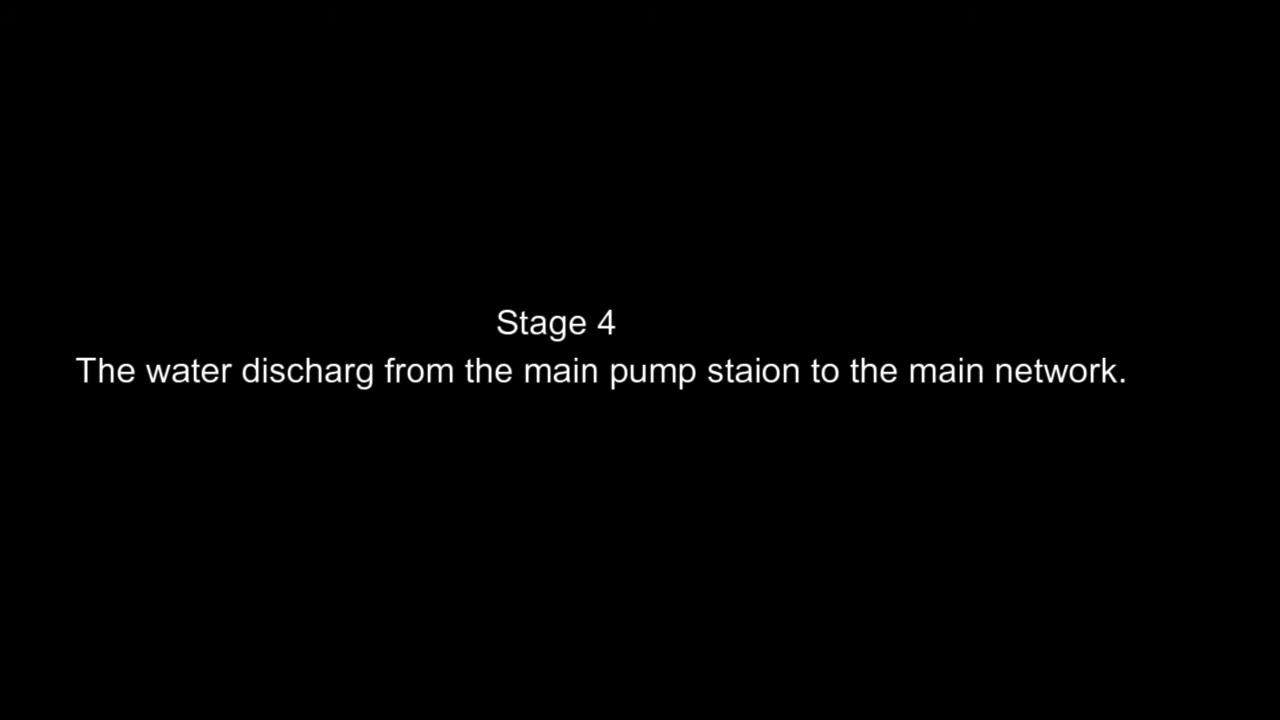 Stage 4
The water discharg from the main pump staion to the main network.